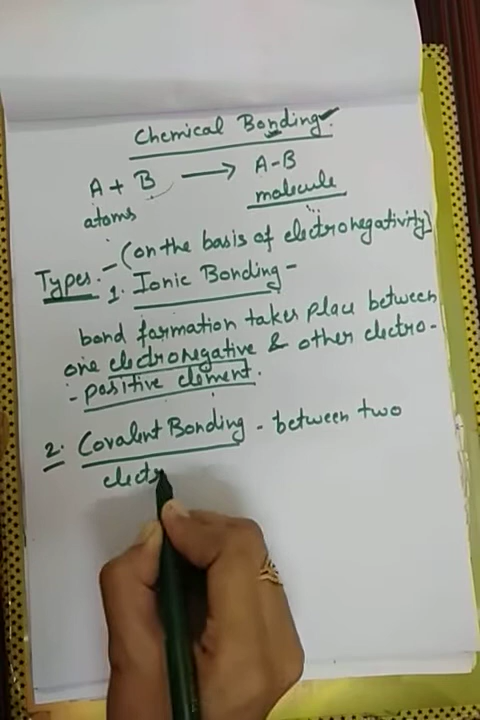 Chemical Bonding
A + B ⟶ A-B
atoms molecule
Types:- (on the basis of electronegativity)
1. Ionic Bonding -
bond formation takes place between
one electronegative & other electro-
- positive element.
2. Covalent Bonding - between two
electr